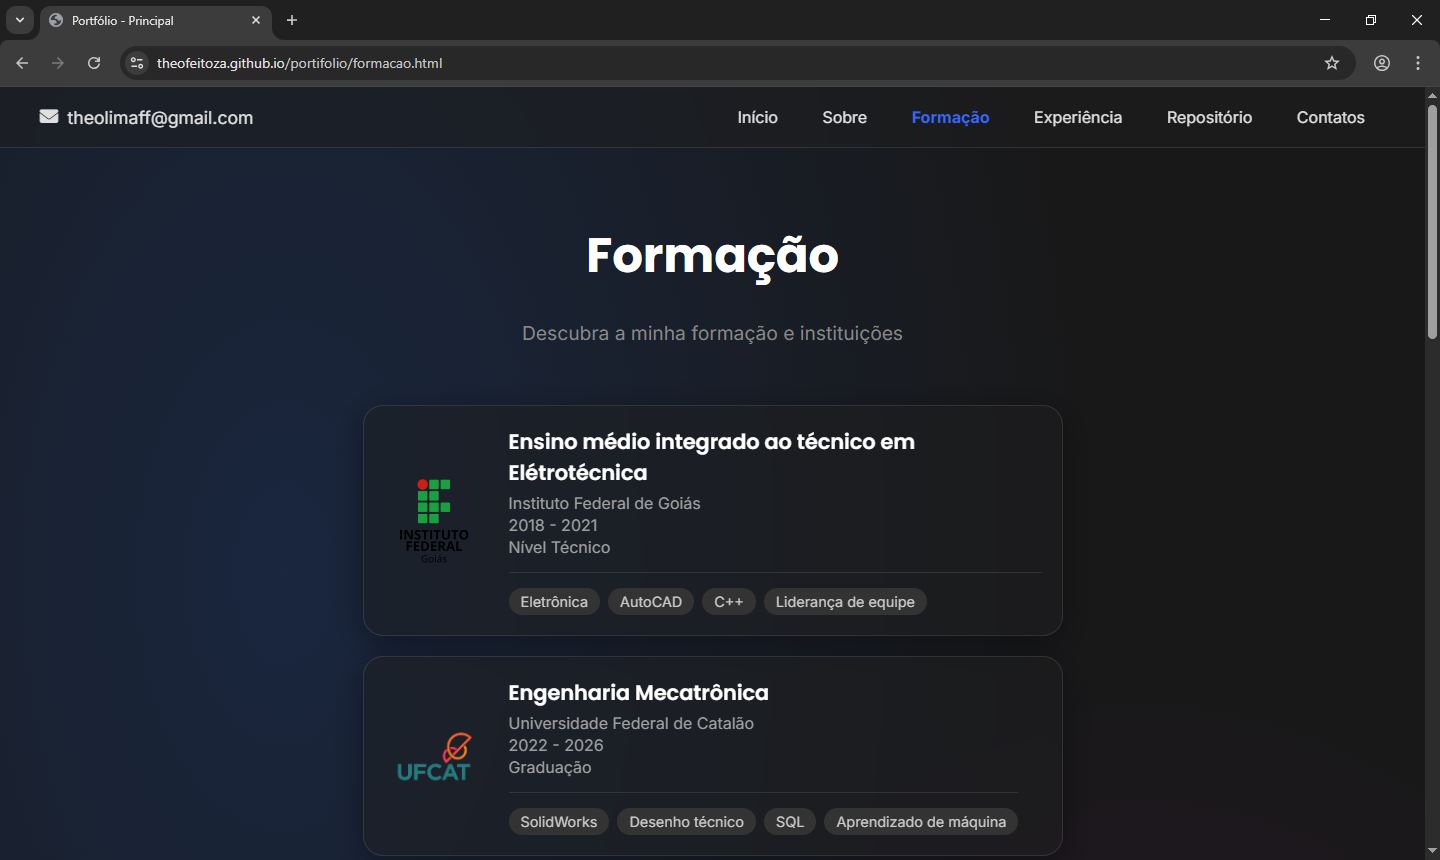 Portfólio - Principal
theofeitoza.github.io/portifolio/formacao.html
theolimaff@gmail.com
Início
Sobre
Formação
Experiência
Repositório
Contatos
Formação
Descubra a minha formação e instituições
INSTITUTO
FEDERAL
Goiás
Ensino médio integrado ao técnico em
Elétrotécnica
Instituto Federal de Goiás
2018 - 2021
Nível Técnico
Eletrônica
AutoCAD
C++
Liderança de equipe
UFCAT
Engenharia Mecatrônica
Universidade Federal de Catalão
2022 - 2026
Graduação
SolidWorks
Desenho técnico
SQL
Aprendizado de máquina